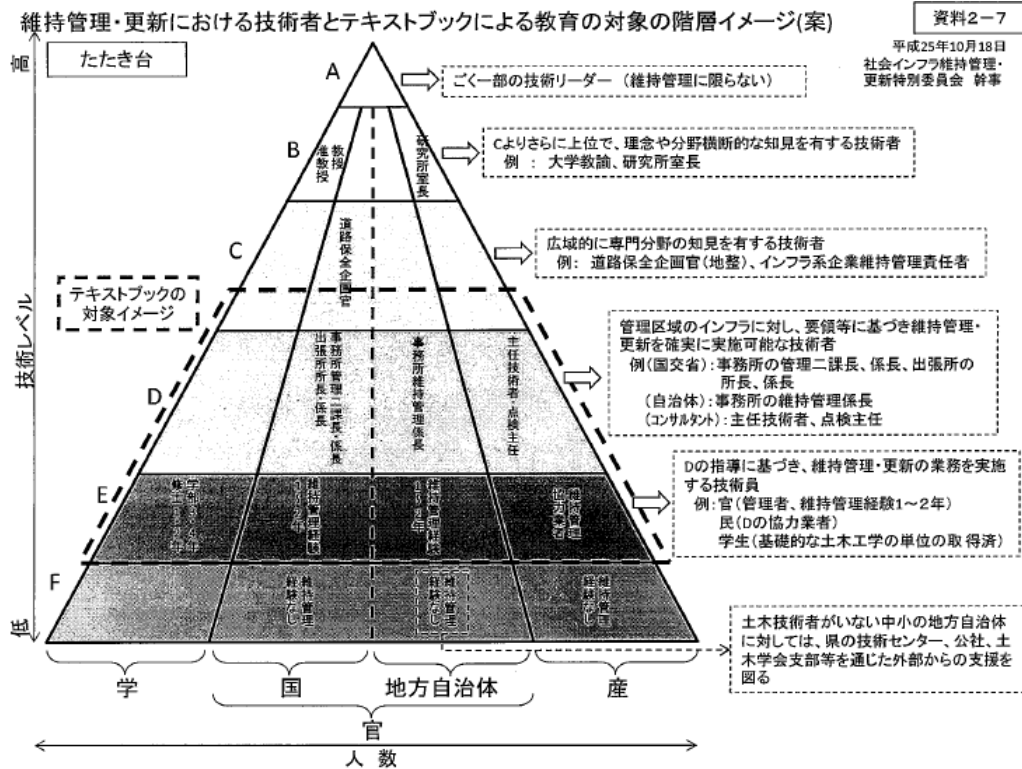 維持管理・更新における技術者とテキストブックによる教育の対象の階層イメージ(案)
資料2-7
平成25年10月18日
社会インフラ維持管理・
更新特別委員会 幹事
たたき台
高
技術レベル
低
A
ごく一部の技術リーダー (維持管理に限らない)
B
教授
准教授
研究所室長
Cよりさらに上位で、理念や分野横断的な知見を有する技術者
例 : 大学教諭、研究所室長
C
道路保全企画官
広域的に専門分野の知見を有する技術者
例: 道路保全企画官(地整)、インフラ系企業維持管理責任者
テキストブックの
対象イメージ
D
事務所管理二課長・係長
出張所所長・係長
事務所維持管理係長
主任技術者・点検主任
管理区域のインフラに対し、要領等に基づき維持管理・
更新を確実に実施可能な技術者
例(国交省):事務所の管理二課長、係長、出張所の
所長、係長
(自治体):事務所の維持管理係長
(コンサルタント):主任技術者、点検主任
E
維持管理経験
1~2年
維持管理経験
1~2年
維持管理
協力業者
Dの指導に基づき、維持管理・更新の業務を実施
する技術員
例:官(管理者、維持管理経験1~2年)
民(Dの協力業者)
学生(基礎的な土木工学の単位の取得済)
F
維持管理
経験なし
維持管理
経験なし
維持管理
経験なし
土木技術者がいない中小の地方自治体
に対しては、県の技術センター、公社、土
木学会支部等を通じた外部からの支援を
図る
学
国
地方自治体
産
官
人 数